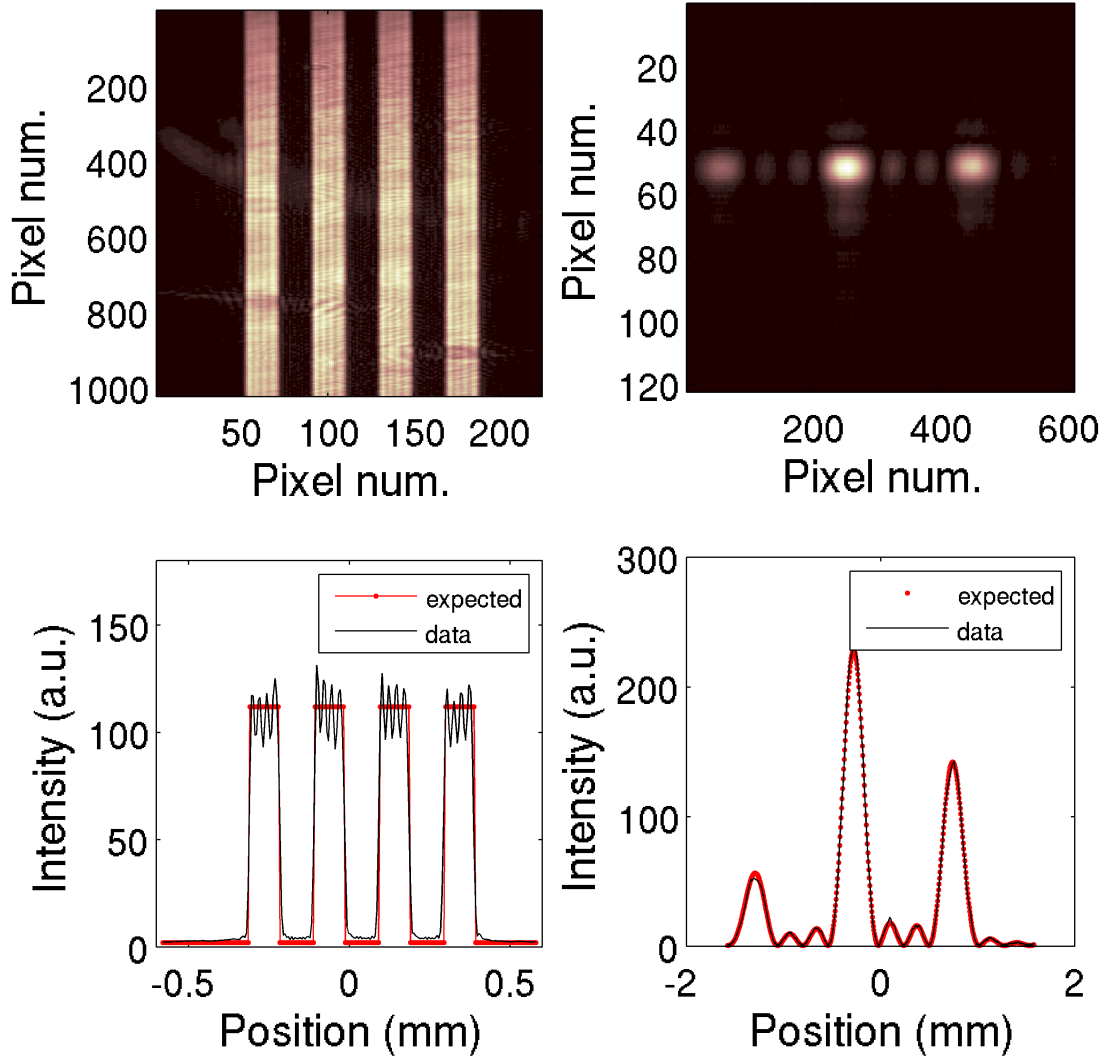 Pixel num.
200
400
600
800
1000
50
100
150
200
Pixel num.
Pixel num.
20
40
60
80
100
120
200
400
600
Pixel num.
Intensity (a.u.)
150
100
50
0
expected
data
-0.5
0
0.5
Position (mm)
Intensity (a.u.)
300
200
100
0
expected
data
-2
0
2
Position (mm)